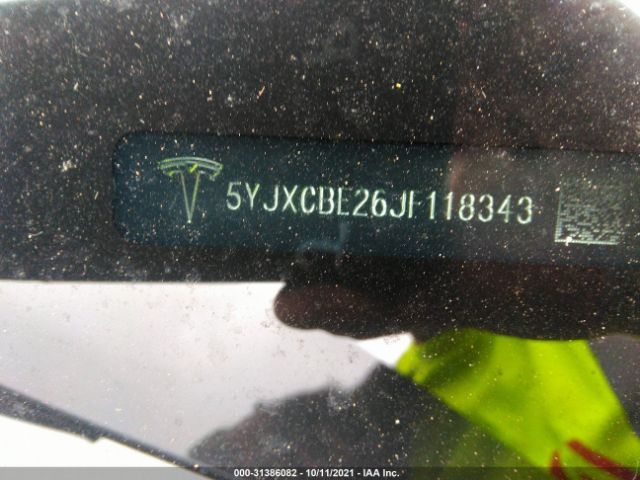 5YJXCBE26JF118343
000-31386082 - 10/11/2021 - IAA Inc.